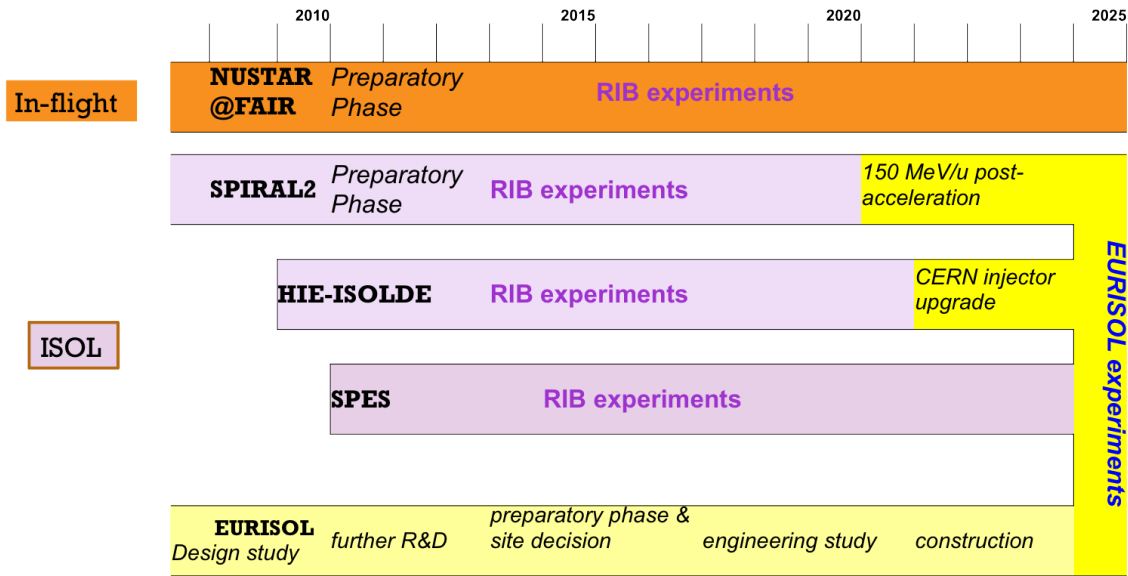 2010 2015 2020 2025
In-flight
NUSTAR
@FAIR
Preparatory
Phase
RIB experiments
SPIRAL2
Preparatory
Phase
RIB experiments
150 MeV/u post-
acceleration
HIE-ISOLDE
RIB experiments
CERN injector
upgrade
ISOL
SPES
RIB experiments
EURISOL experiments
EURISOL
Design study
further R&D
preparatory phase &
site decision
engineering study
construction